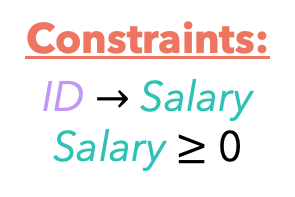 Constraints:
ID → Salary
Salary ≥ 0